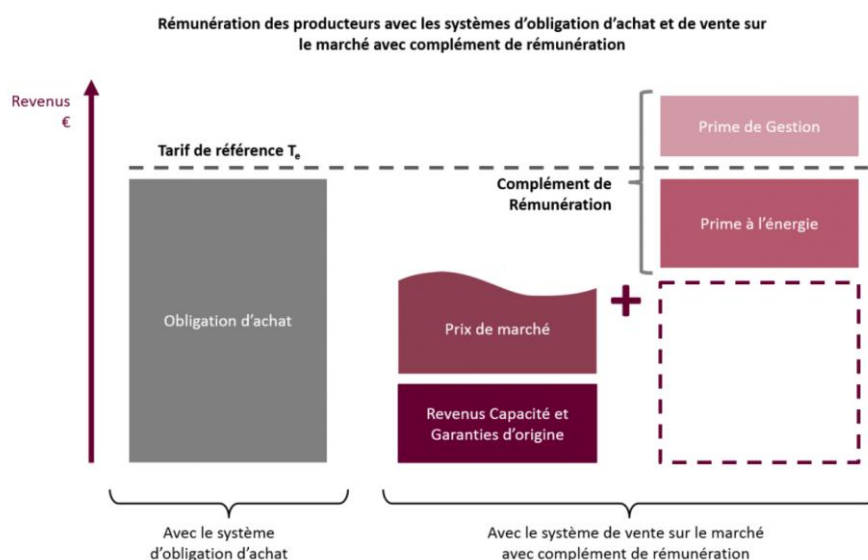 Rémunération des producteurs avec les systèmes d'obligation d'achat et de vente sur
le marché avec complément de rémunération
Revenus
€
Tarif de référence Te
Obligation d'achat
Prix de marché
Revenus Capacité et
Garanties d'origine
+
Complément de
Rémunération
Prime de Gestion
Prime à l'énergie
Avec le système
d'obligation d'achat
Avec le système de vente sur le marché
avec complément de rémunération